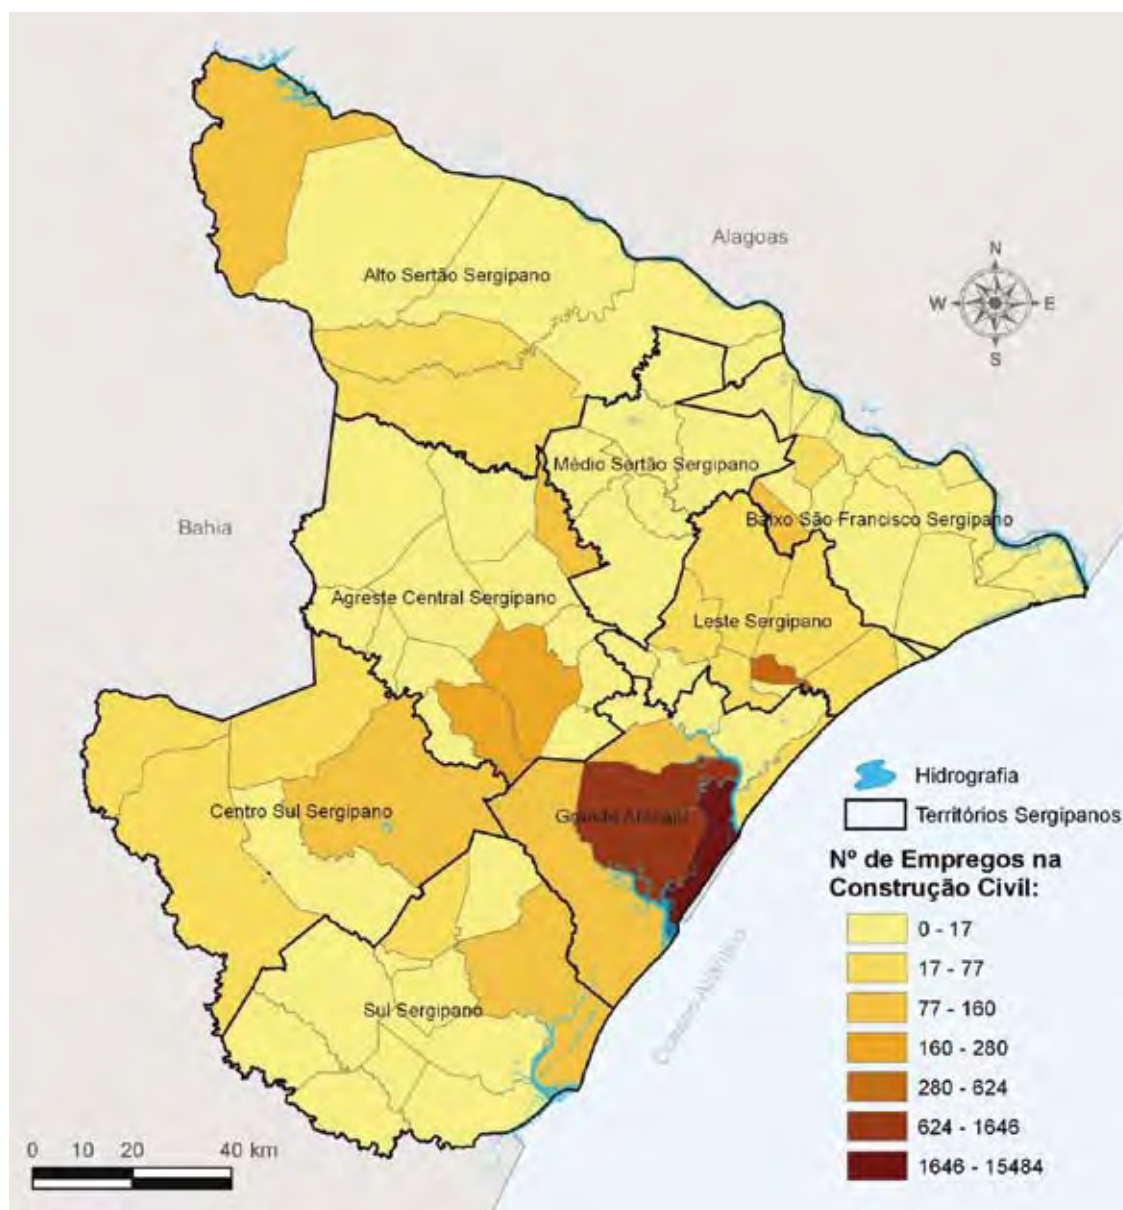 Alagoas
N
W
E
S
Alto Sertão Sergipano
Médio Sertão Sergipano
Bahia
Baixo São Francisco Sergipano
Agreste Central Sergipano
Leste Sergipano
Hidrografia
Centro Sul Sergipano
Grande Aracaju
Territórios Sergipanos
Nº de Empregos na
Construção Civil:
0 - 17
17 - 77
77 - 160
160 - 280
280 - 624
624 - 1646
1646 - 15484
Sul Sergipano
Oceano Atlântico
0 10 20 40 km